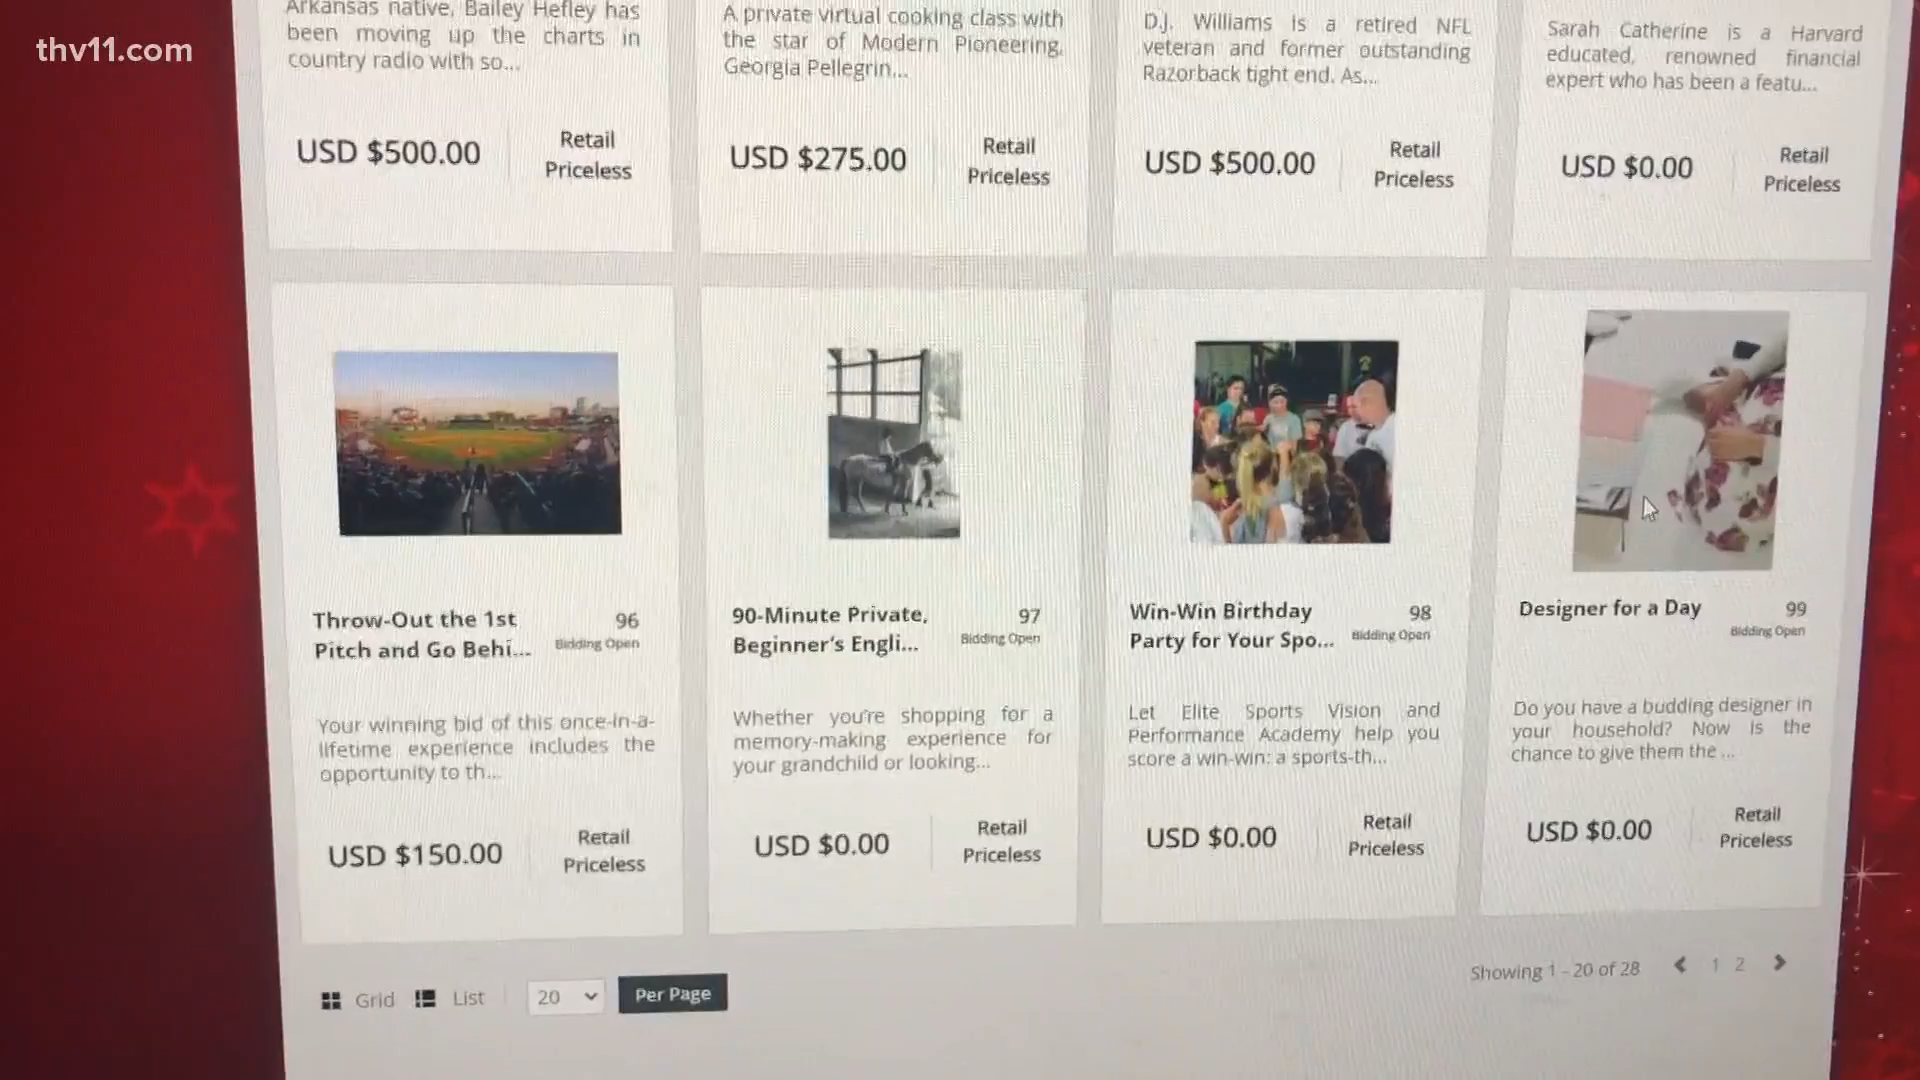 thv11.com
Arkansas native, Bailey Hefley has
been moving up the charts in
country radio with so...
USD $500.00
Retail
Priceless
A private virtual cooking class with
the star of Modern Pioneering,
Georgia Pellegrin...
USD $275.00
Retail
Priceless
D.J. Williams is a retired NFL
veteran and former outstanding
Razorback tight end. As...
USD $500.00
Retail
Priceless
Sarah Catherine is a Harvard
educated, renowned financial
expert who has been a featu...
USD $0.00
Retail
Priceless
Throw-Out the 1st
Pitch and Go Behi...
96
Bidding Open
Your winning bid of this once-in-a-
lifetime experience includes the
opportunity to th...
USD $150.00
Retail
Priceless
90-Minute Private,
Beginner's Engli...
97
Bidding Open
Whether you're shopping for a
memory-making experience for
your grandchild or looking...
USD $0.00
Retail
Priceless
Win-Win Birthday
Party for Your Spo...
98
Bidding Open
Let Elite Sports Vision and
Performance Academy help you
score a win-win: a sports-th...
USD $0.00
Retail
Priceless
Designer for a Day
99
Bidding Open
Do you have a budding designer in
your household? Now is the
chance to give them the ...
USD $0.00
Retail
Priceless
Grid List 20 Per Page
Showing 1 - 20 of 28 1 2